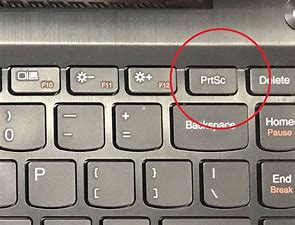 F10 F11 F12 PrtSc Delete
) _ + Backspace Home
0 - = Pause
P { } | End
[ ] \ Break